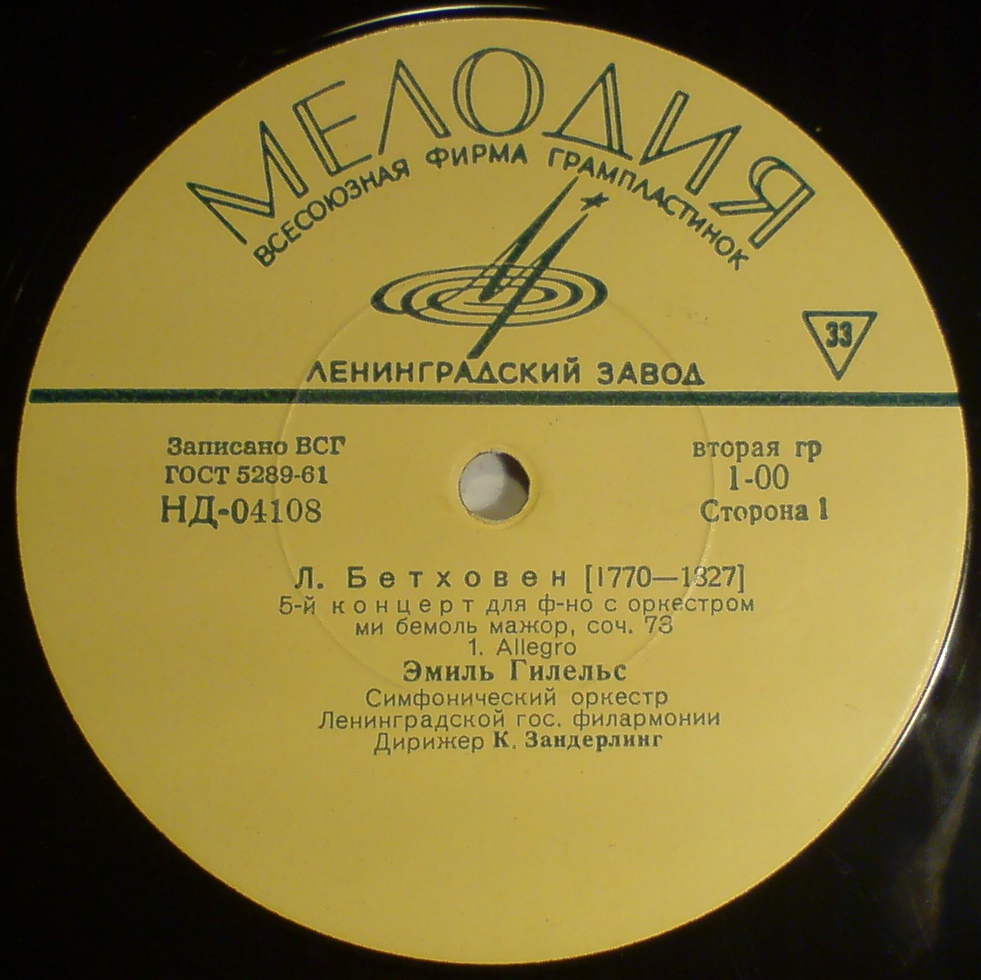 МЕЛОДИЯ
ВСЕСОЮЗНАЯ ФИРМА ГРАМПЛАСТИНОК
33
ЛЕНИНГРАДСКИЙ ЗАВОД
Записано ВСГ
ГОСТ 5289-61
НД-04108
вторая гр
1-00
Сторона 1
Л. Бетховен [1770—1827]
5-й концерт для ф-но с оркестром
ми бемоль мажор, соч. 73
1. Allegro
Эмиль Гилельс
Симфонический оркестр
Ленинградской гос. филармонии
Дирижер К. Зандерлинг